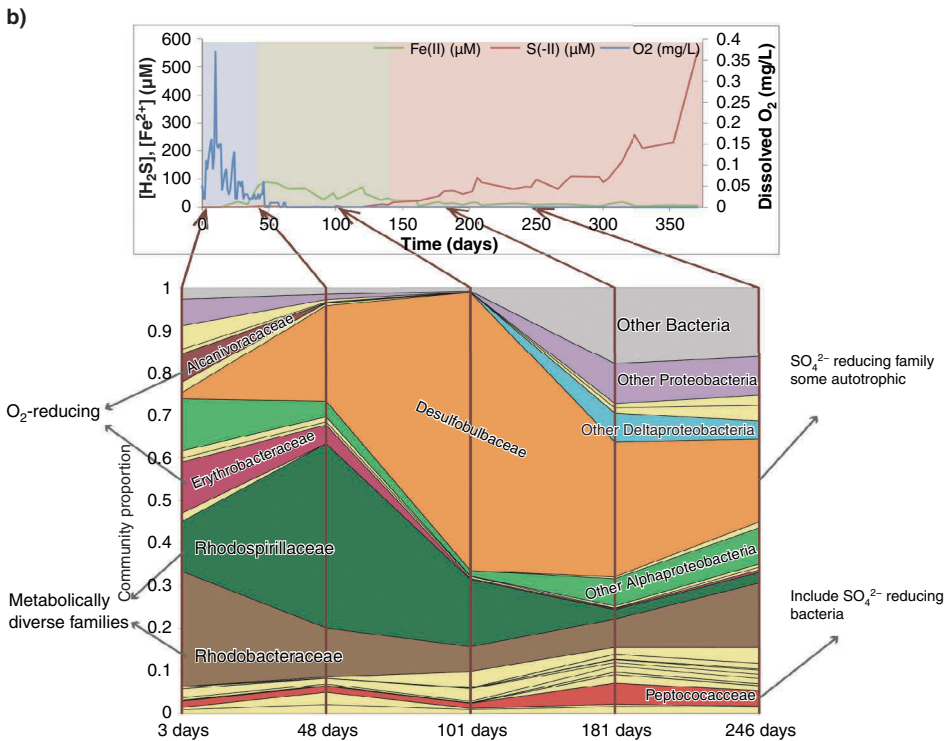 b)
Fe(II) (µM) S(-II) (µM) O2 (mg/L)
[H₂S], [Fe²⁺] (µM)
600
500
400
300
200
100
0
Dissolved O₂ (mg/L)
0.4
0.35
0.3
0.25
0.2
0.15
0.1
0.05
0
0 50 100 150 200 250 300 350
Time (days)
Community proportion
1
0.9
0.8
0.7
0.6
0.5
0.4
0.3
0.2
0.1
0
O₂-reducing
Metabolically
diverse families
Alcanivoracaceae
Erythrobacteraceae
Rhodospirillaceae
Rhodobacteraceae
Desulfobulbaceae
Other Bacteria
Other Proteobacteria
Other Deltaproteobacteria
Other Alphaproteobacteria
Peptococacceae
SO₄²⁻ reducing family
some autotrophic
Include SO₄²⁻ reducing
bacteria
3 days 48 days 101 days 181 days 246 days